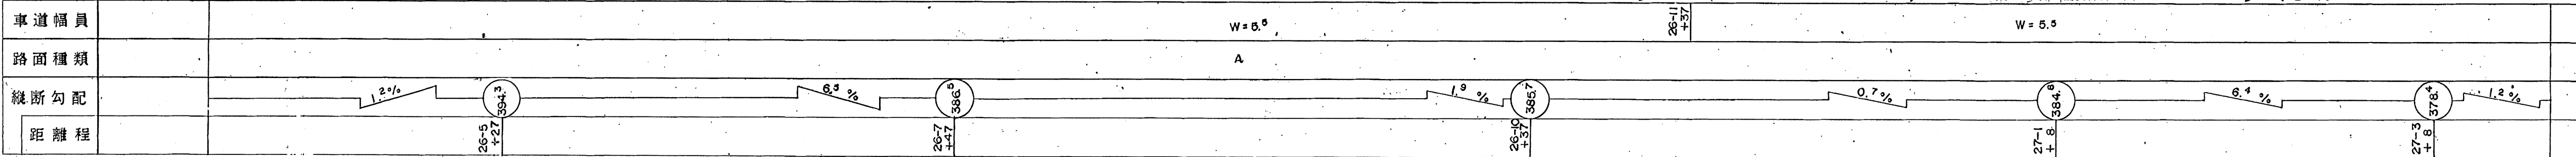 車道幅員 W=5.5 26-11 +37 W=5.5
路面種類 A
縦断勾配 1.2% 394.3 6.5% 386.5 1.9% 385.7 0.7% 384.8 6.4% 378.4 1.2%
距離程 26-5 +27 26-7 +47 26-10 +37 27-1 +8 27-3 +8